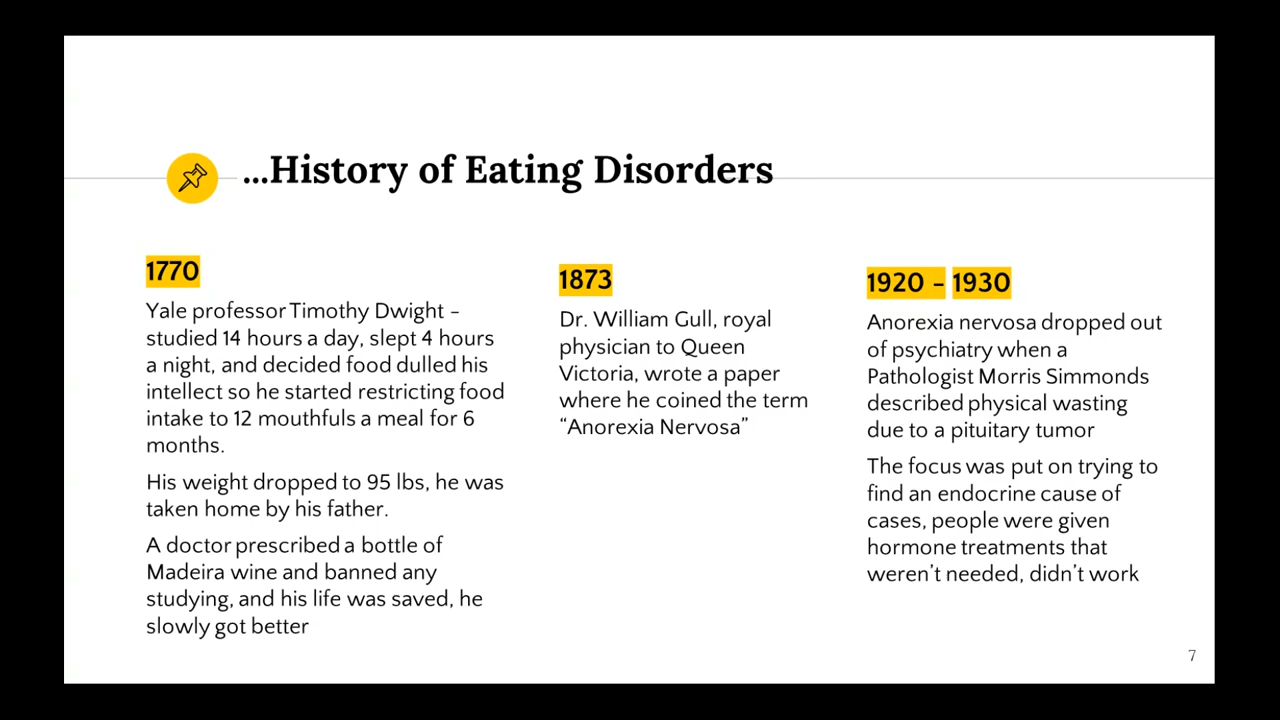 ...History of Eating Disorders
1770
Yale professor Timothy Dwight –
studied 14 hours a day, slept 4 hours
a night, and decided food dulled his
intellect so he started restricting food
intake to 12 mouthfuls a meal for 6
months.
His weight dropped to 95 lbs, he was
taken home by his father.
A doctor prescribed a bottle of
Madeira wine and banned any
studying, and his life was saved, he
slowly got better
1873
Dr. William Gull, royal
physician to Queen
Victoria, wrote a paper
where he coined the term
“Anorexia Nervosa”
1920 – 1930
Anorexia nervosa dropped out
of psychiatry when a
Pathologist Morris Simmonds
described physical wasting
due to a pituitary tumor
The focus was put on trying to
find an endocrine cause of
cases, people were given
hormone treatments that
weren’t needed, didn’t work
7